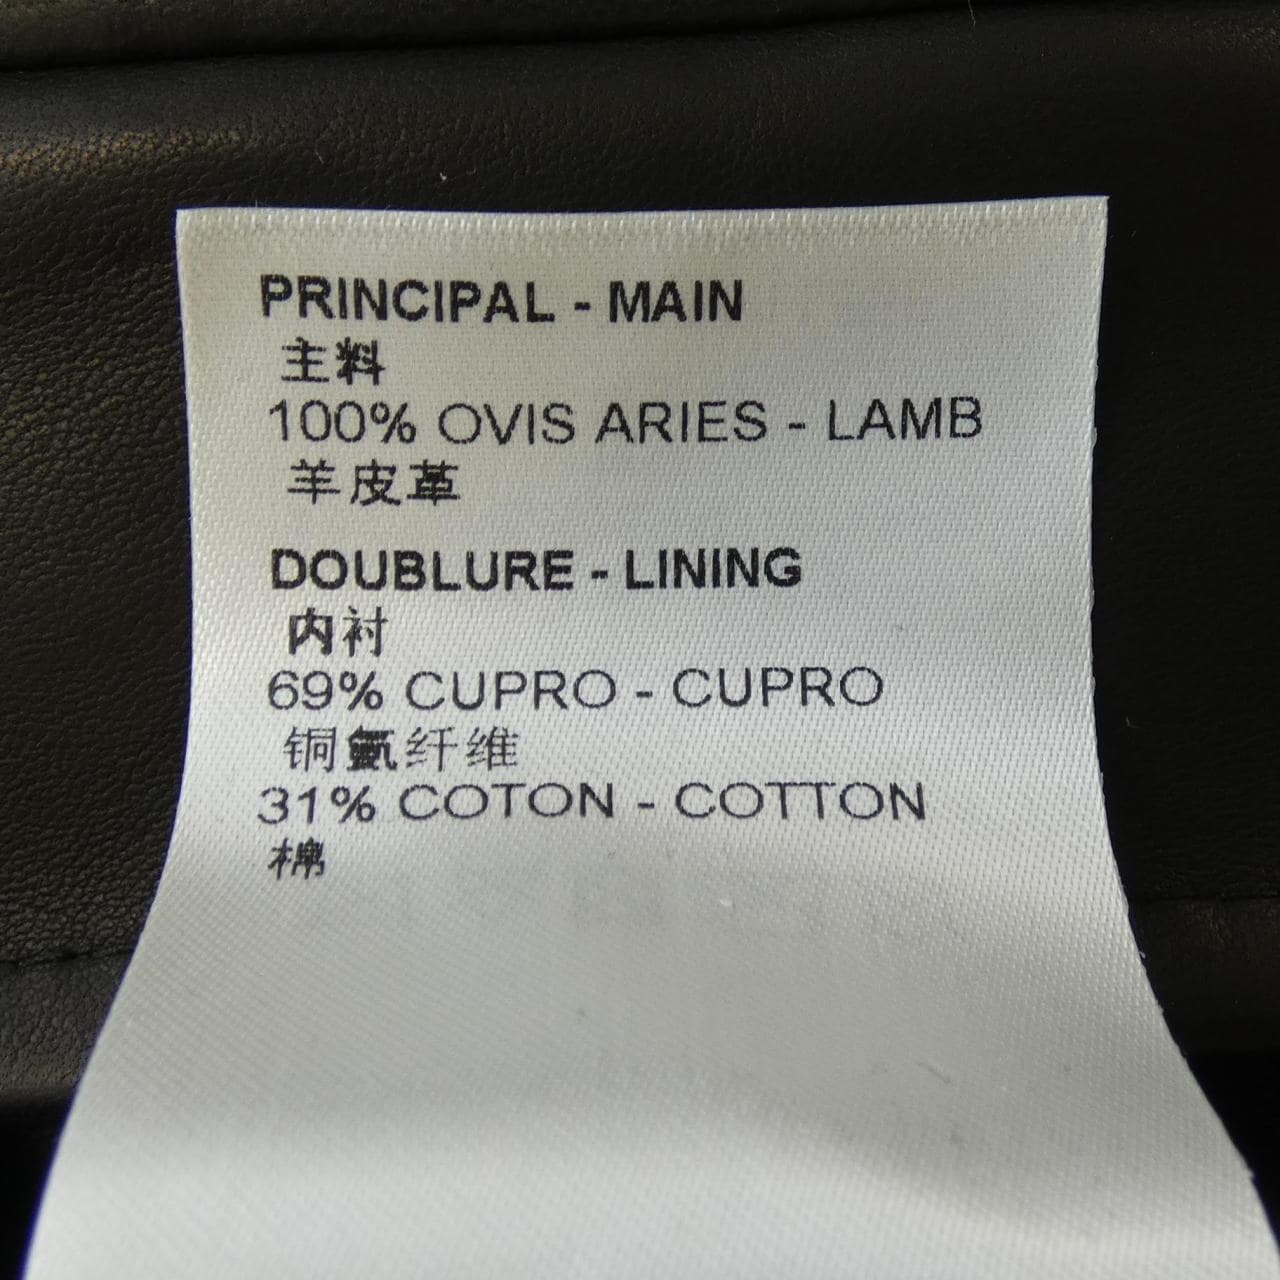 PRINCIPAL - MAIN
主料
100% OVIS ARIES - LAMB
羊皮革
DOUBLURE - LINING
内衬
69% CUPRO - CUPRO
铜氨纤维
31% COTON - COTTON
棉